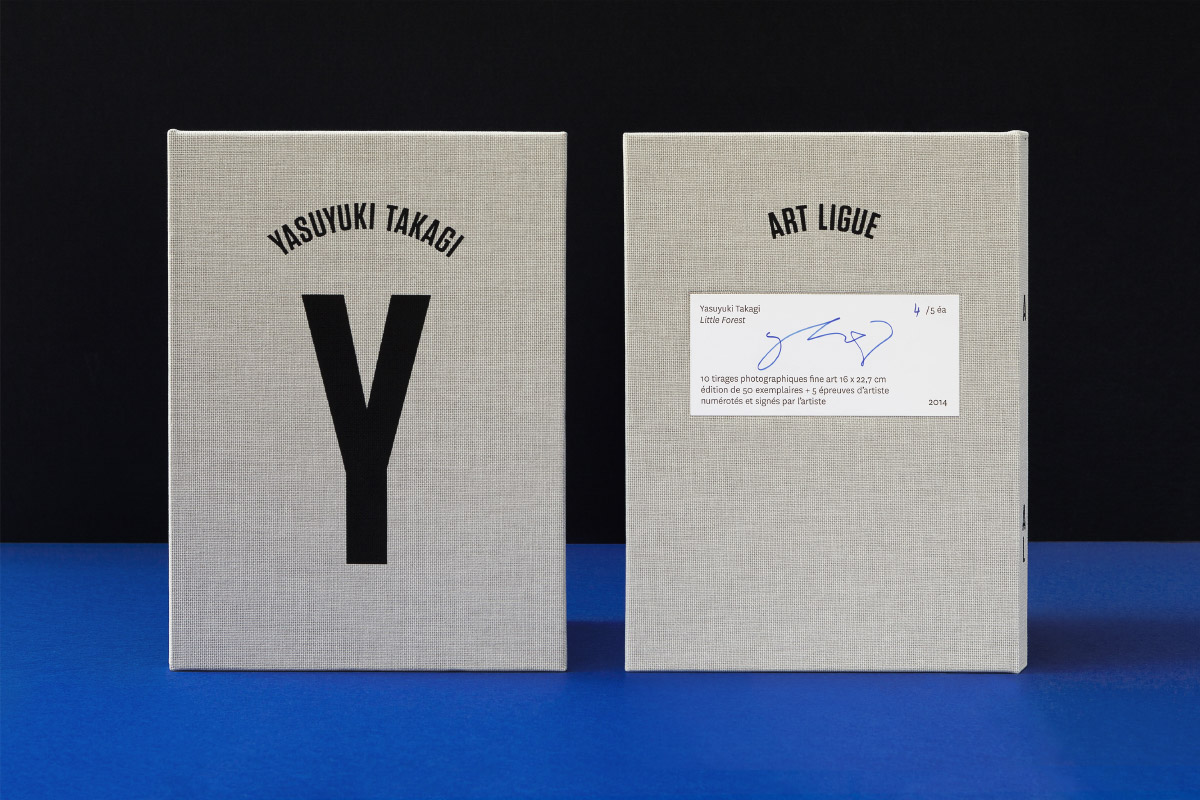 YASUYUKI TAKAGI
Y
ART LIGUE
Yasuyuki Takagi
4 /5 éa
Little Forest
10 tirages photographiques fine art 16 x 22,7 cm
édition de 50 exemplaires + 5 épreuves d'artiste
numérotés et signés par l'artiste
2014